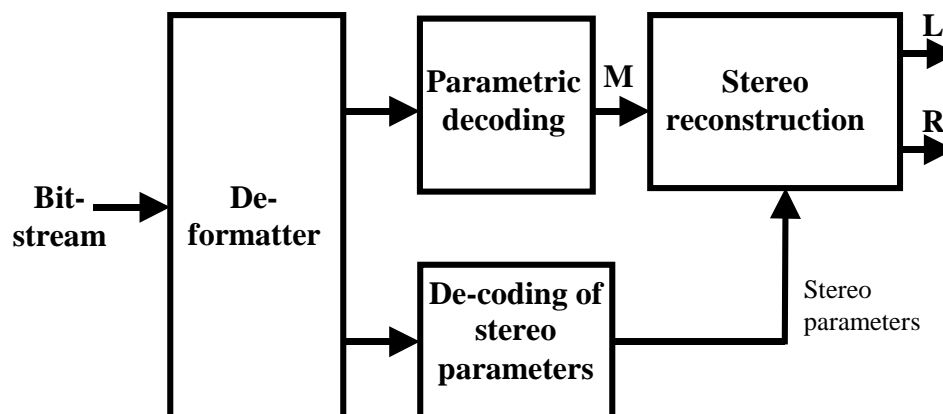 Bit-
stream
De-
formatter
Parametric
decoding
M
Stereo
reconstruction
L
R
De-coding of
stereo
parameters
Stereo
parameters